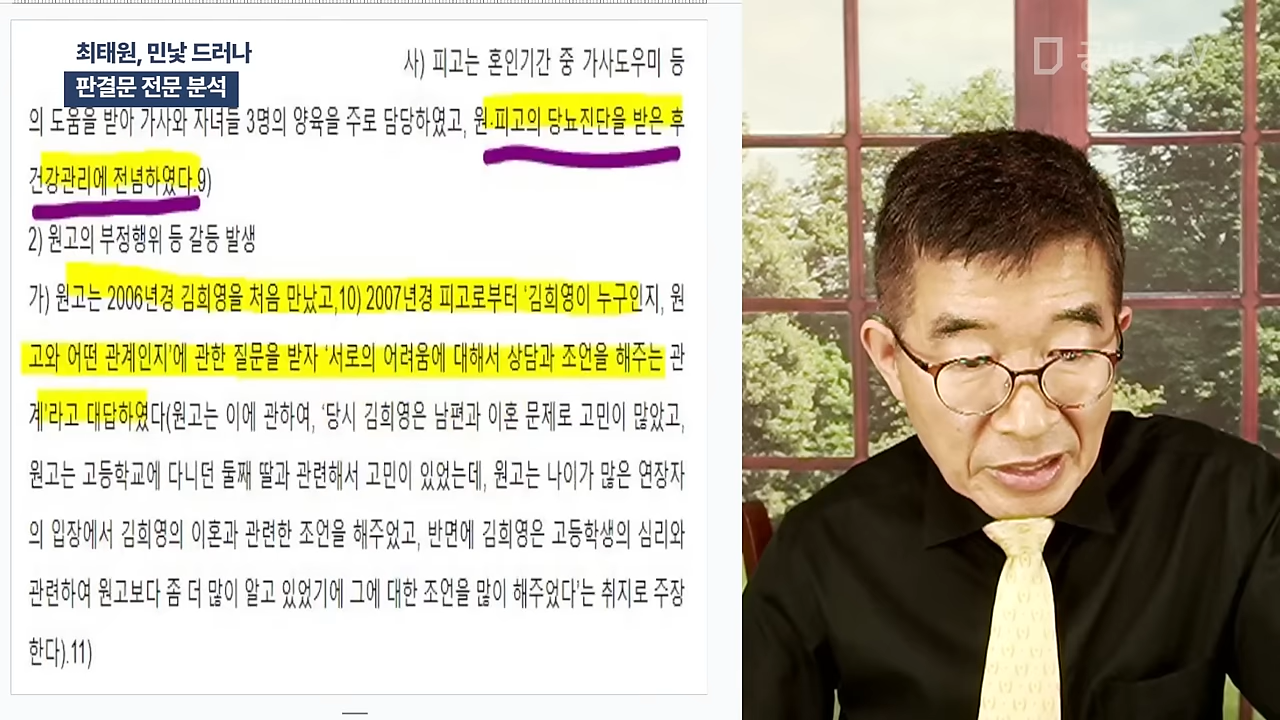 최태원, 민낯 드러나
판결문 전문 분석
사) 피고는 혼인기간 중 가사도우미 등
의 도움을 받아 가사와 자녀들 3명의 양육을 주로 담당하였고, 원·피고의 당뇨진단을 받은 후
건강관리에 전념하였다.9)
2) 원고의 부정행위 등 갈등 발생
가) 원고는 2006년경 김희영을 처음 만났고,10) 2007년경 피고로부터 ‘김희영이 누구인지, 원
고와 어떤 관계인지’에 관한 질문을 받자 ‘서로의 어려움에 대해서 상담과 조언을 해주는 관
계’라고 대답하였다(원고는 이에 관하여, ‘당시 김희영은 남편과 이혼 문제로 고민이 많았고,
원고는 고등학교에 다니던 둘째 딸과 관련해서 고민이 있었는데, 원고는 나이가 많은 연장자
의 입장에서 김희영의 이혼과 관련한 조언을 해주었고, 반면에 김희영은 고등학생의 심리와
관련하여 원고보다 좀 더 많이 알고 있었기에 그에 대한 조언을 많이 해주었다’는 취지로 주장
한다).11)